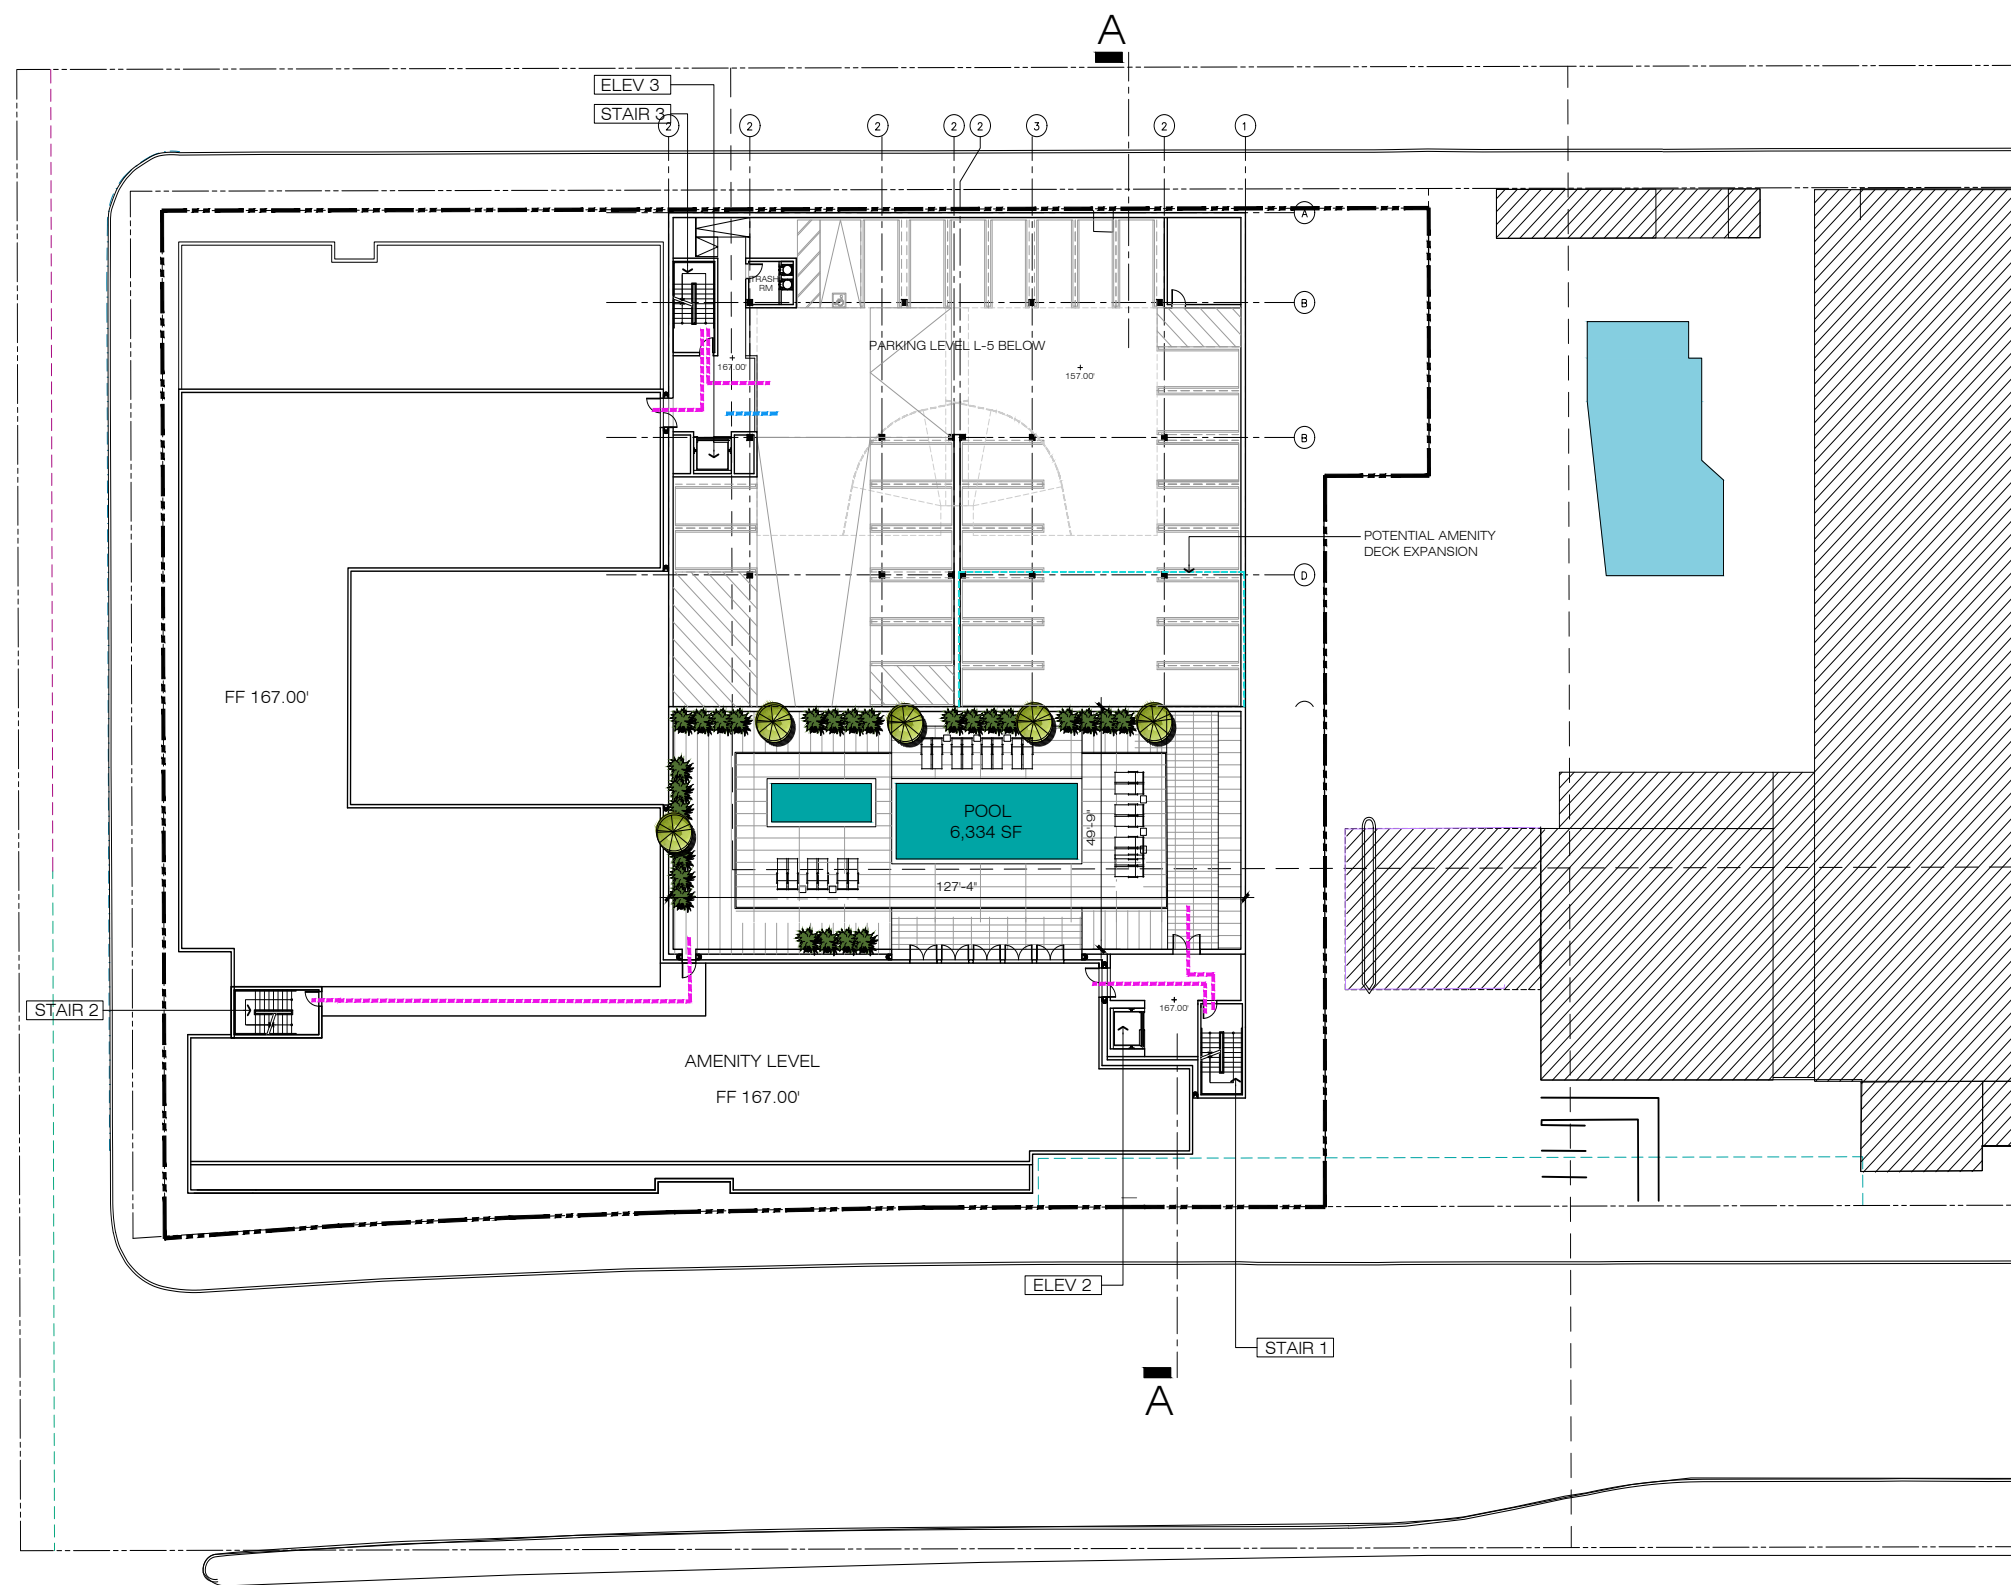 A
ELEV 3
STAIR 3
2
2
2
2
2
3
2
1
A
TRASH
RM
B
PARKING LEVEL L-5 BELOW
167.00'
157.00'
B
POTENTIAL AMENITY
DECK EXPANSION
D
FF 167.00'
POOL
6,334 SF
49'-9"
127'-4"
STAIR 2
167.00'
AMENITY LEVEL
FF 167.00'
ELEV 2
STAIR 1
A